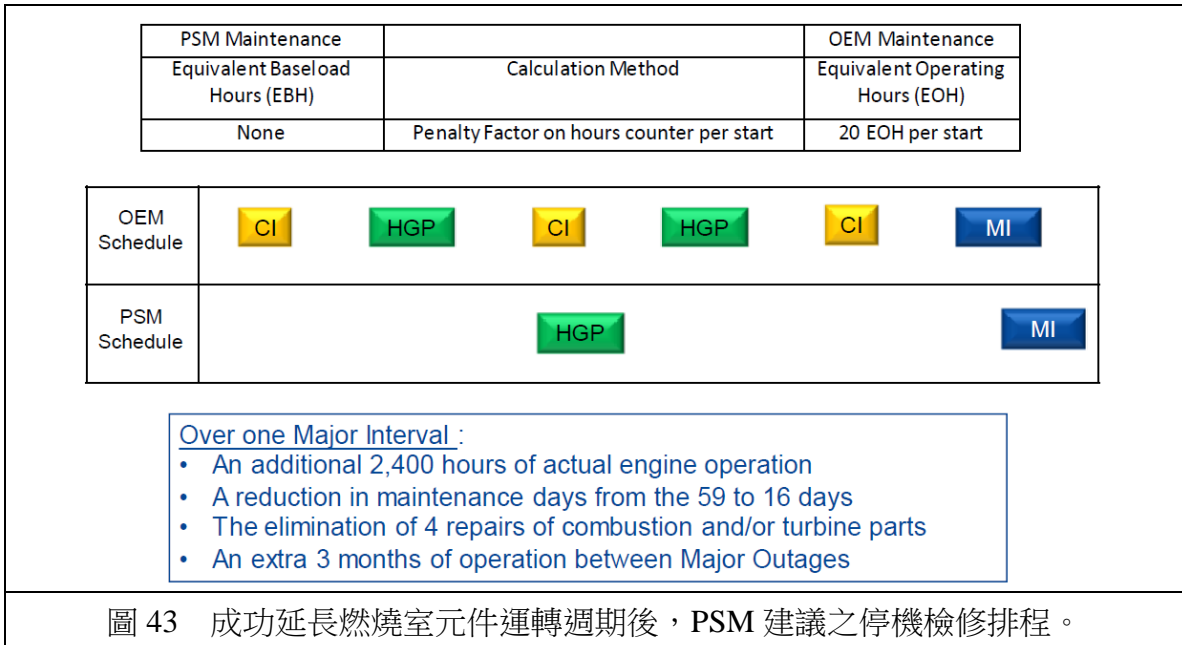 PSM Maintenance OEM Maintenance
Equivalent Baseload Hours (EBH) Calculation Method Equivalent Operating Hours (EOH)
None Penalty Factor on hours counter per start 20 EOH per start
OEM Schedule CI HGP CI HGP CI MI
PSM Schedule HGP MI
Over one Major Interval :
• An additional 2,400 hours of actual engine operation
• A reduction in maintenance days from the 59 to 16 days
• The elimination of 4 repairs of combustion and/or turbine parts
• An extra 3 months of operation between Major Outages
圖 43 成功延長燃燒室元件運轉週期後，PSM 建議之停機檢修排程。